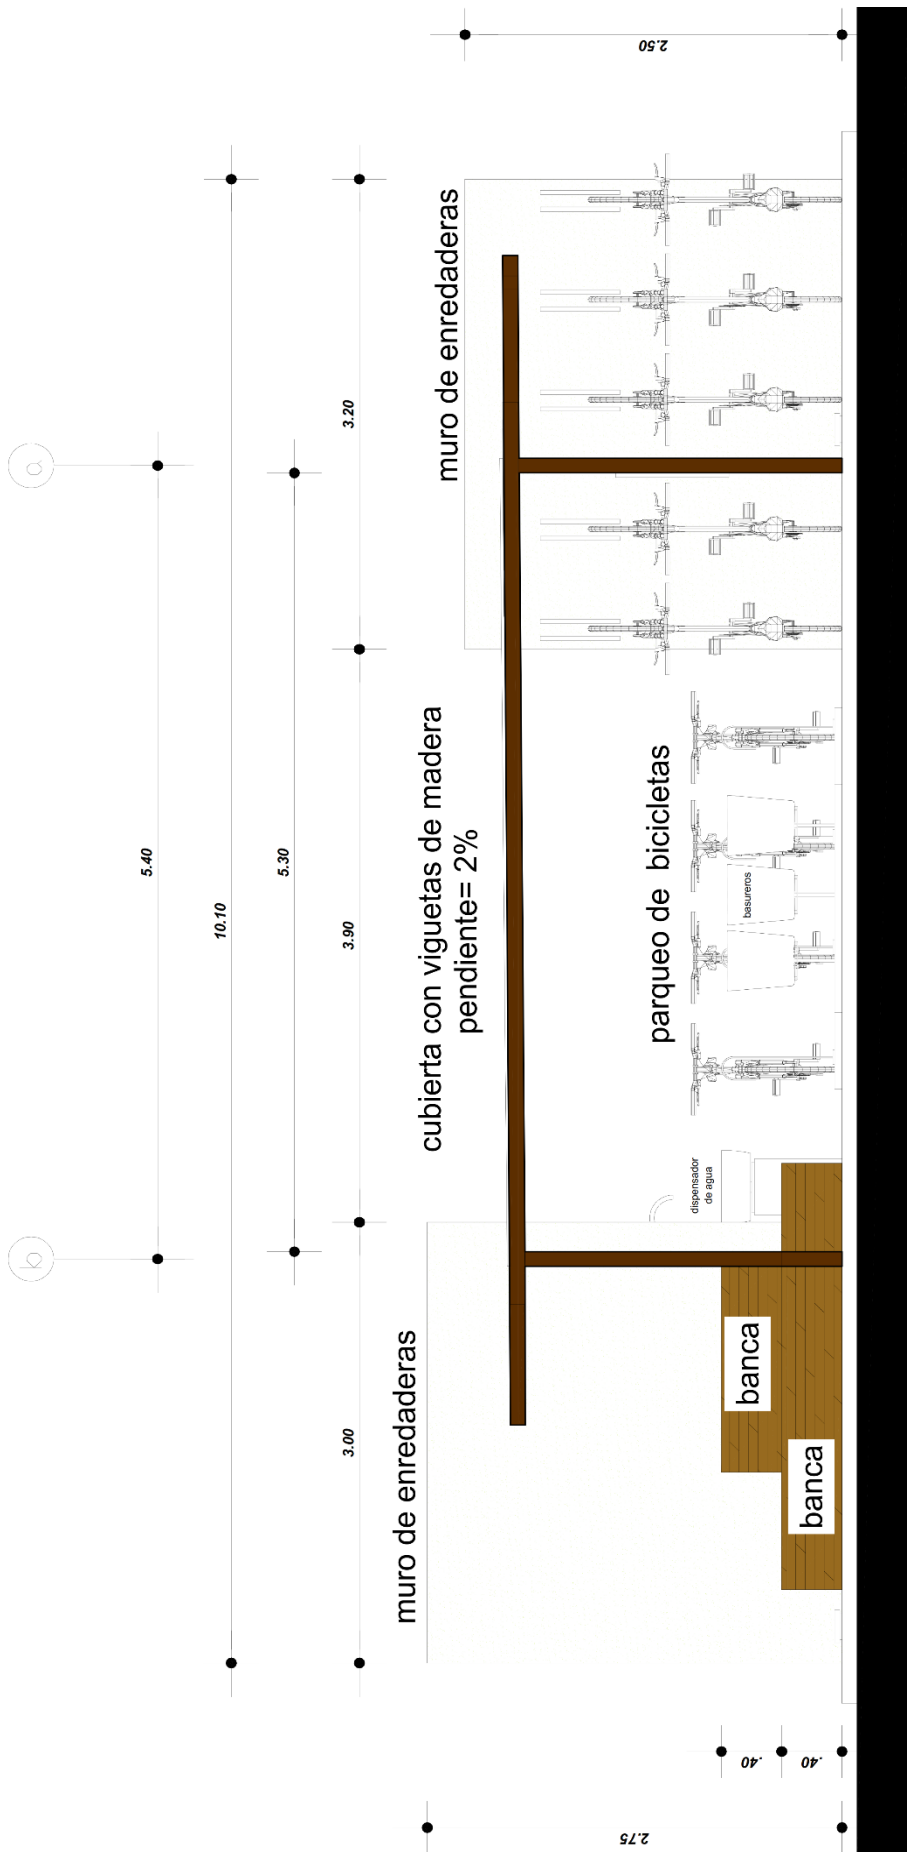 b
a
5.40
10.10
5.30
3.00
3.90
3.20
muro de enredaderas
cubierta con viguetas de madera
pendiente= 2%
muro de enredaderas
2.75
.40
.40
2.50
banca
banca
dispensador
de agua
parqueo de bicicletas
basureros